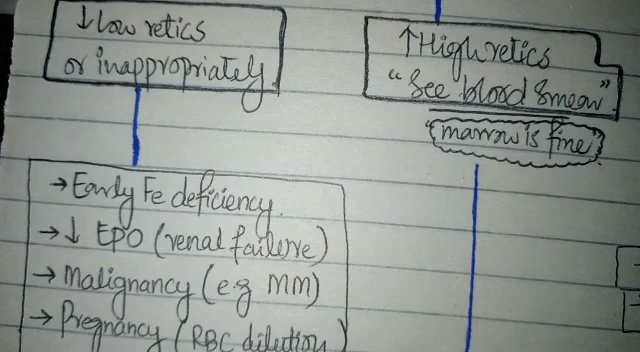 ↓ Low retics
or inappropriately
↑ High retics
"See blood smear"
marrow is fine
→ Early Fe deficiency
→ ↓ EPO (renal failure)
→ Malignancy (e.g MM)
→ Pregnancy (RBC dilution)